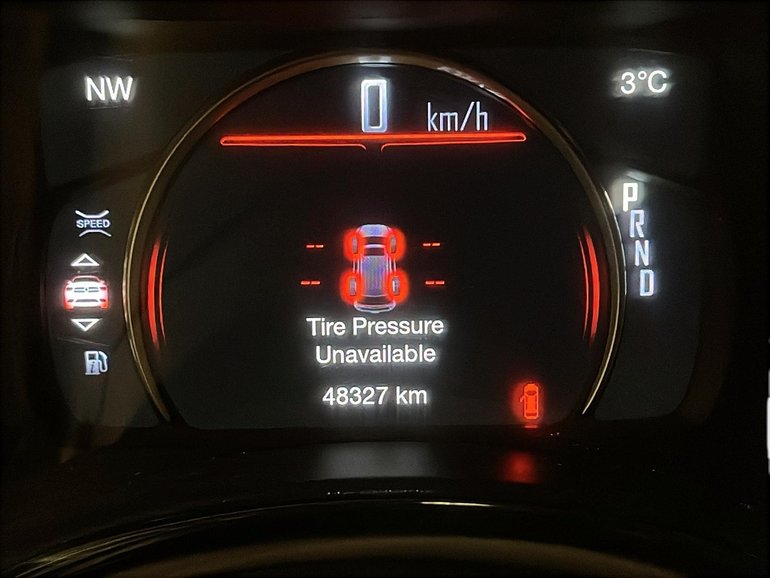 NW
0 km/h
3°C
SPEED
P
R
N
D
-- --
-- --
Tire Pressure
Unavailable
48327 km